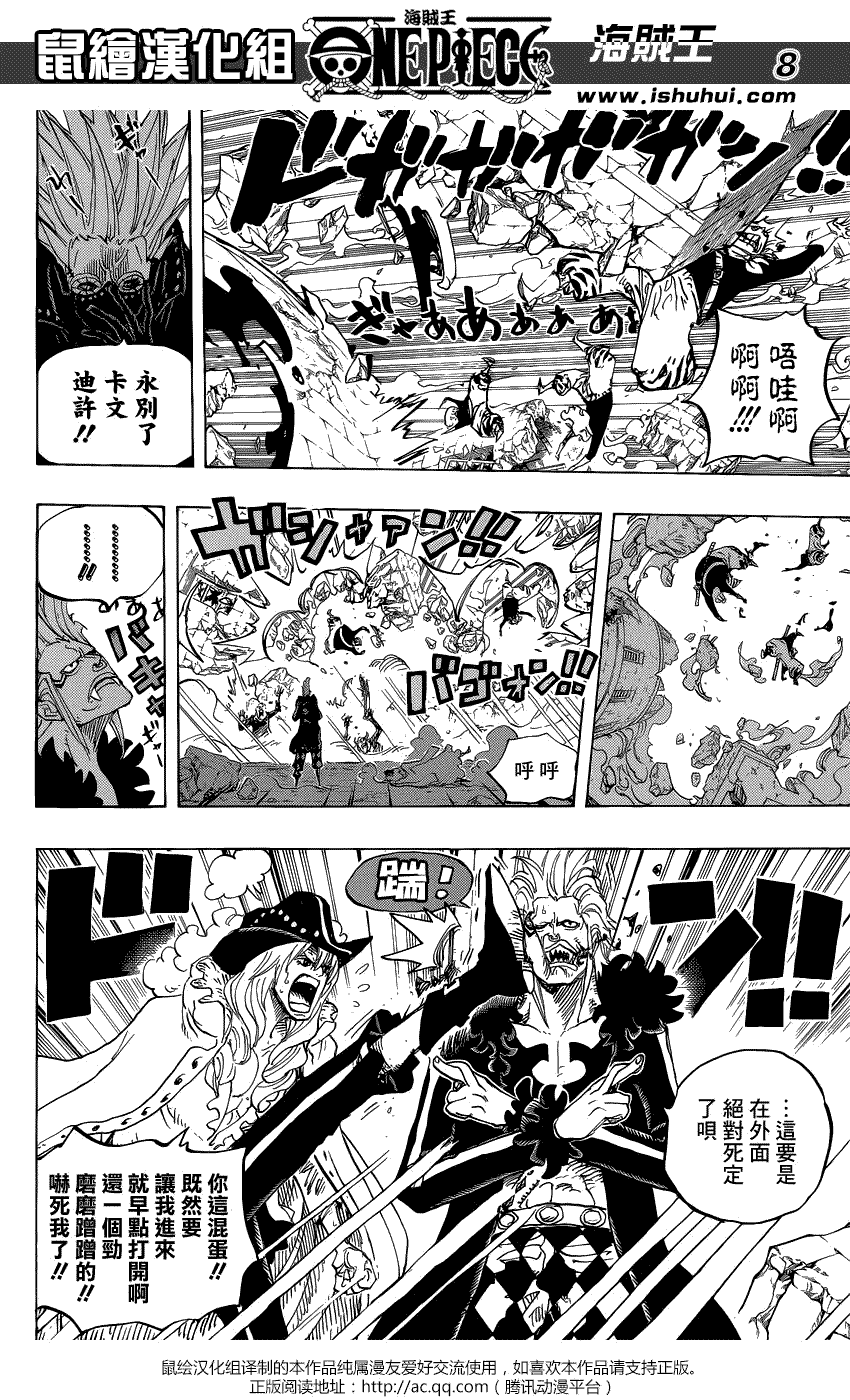 鼠繪漢化組
海賊王
ONE PIECE
海賊王
8
www.ishuhui.com
ドガガガガガン!!
ぎゃああああああ
唔哇啊
啊啊!!!
永別了
卡文
迪許!!
ガシャァァン!!
バゴォォン!!
呼呼
バキャ
ぎゃー
踹!
ドン!!
…這要是
在外面
絕對死定
了唄
你這混蛋!!
既然要
讓我進來
就早點打開啊
還一個勁
磨磨蹭蹭的!!
嚇死我了!!
鼠绘汉化组译制的本作品纯属漫友爱好交流使用，如喜欢本作品请支持正版。
正版阅读地址：http://ac.qq.com（腾讯动漫平台）